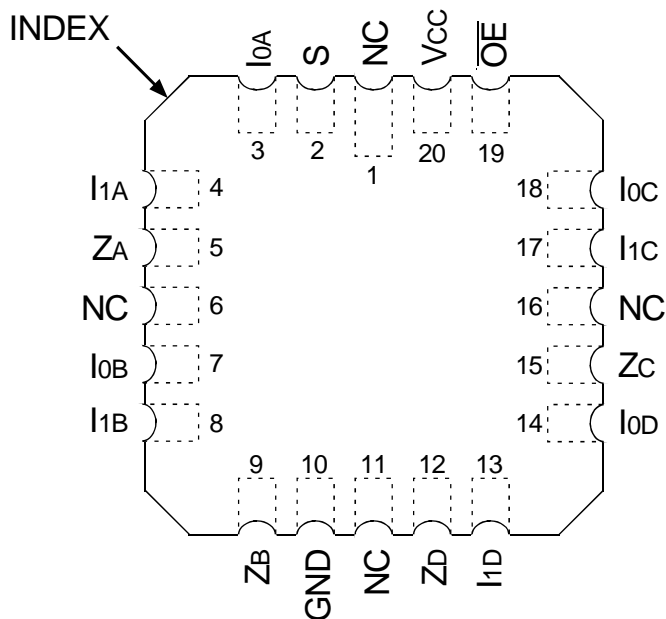 INDEX
I0A
S
NC
VCC
OE
3
2
1
20
19
I1A 4
ZA 5
NC 6
I0B 7
I1B 8
18 I0C
17 I1C
16 NC
15 ZC
14 I0D
9
10
11
12
13
ZB
GND
NC
ZD
I1D